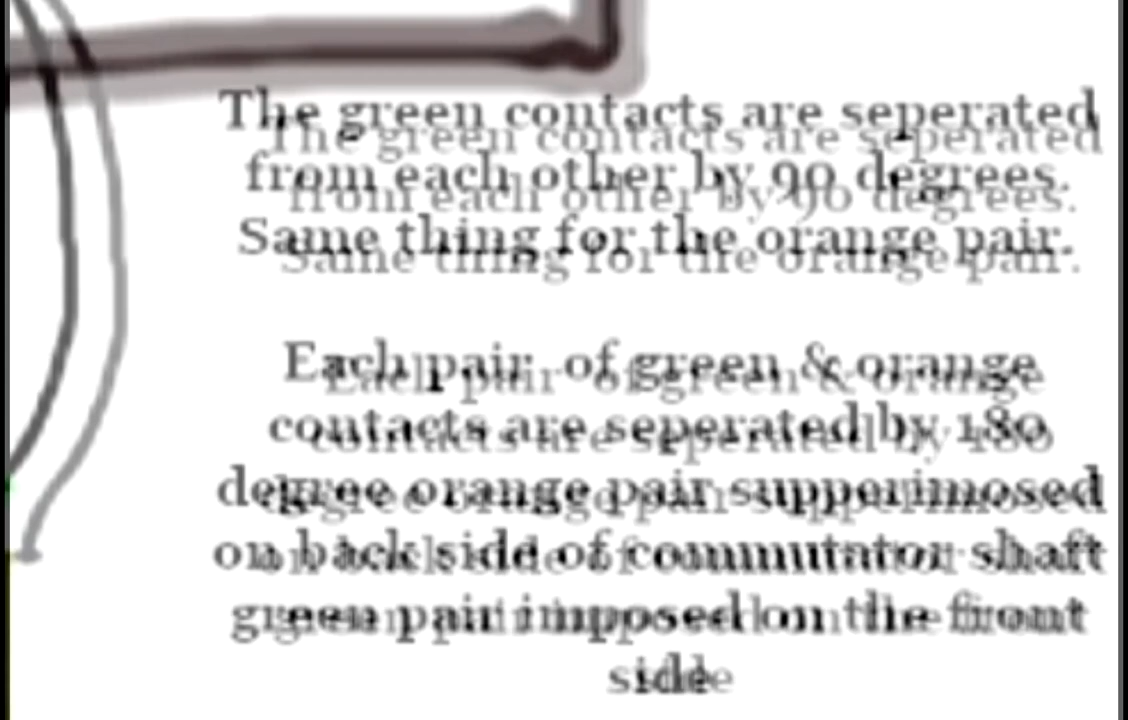 The green contacts are seperated
from each other by 90 degrees.
Same thing for the orange pair.
Each pair of green & orange
contacts are seperated by 180
degree orange pair supperimosed
on back side of commutator shaft
green pair imposed on the front
side